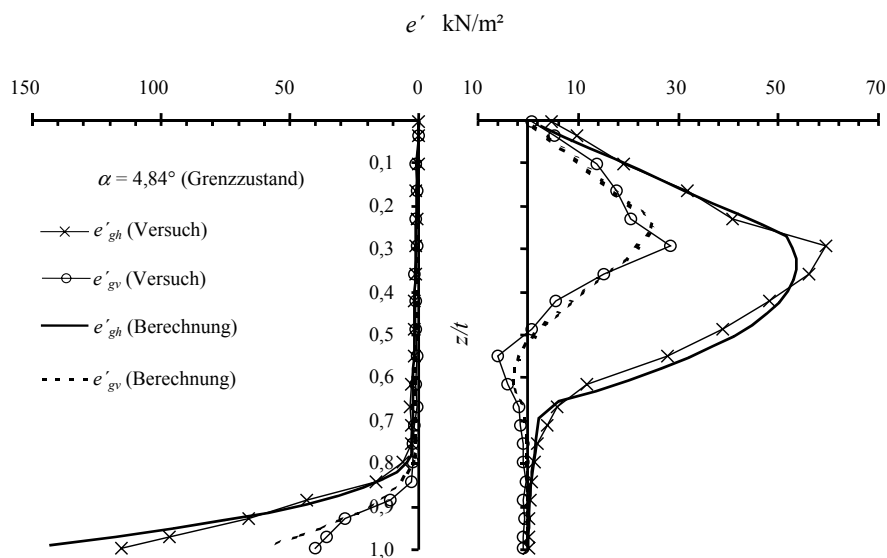 e´ kN/m²
150 100 50 0 10 10 30 50 70
0,1
α = 4,84° (Grenzzustand)
0,2
e´gh (Versuch)
0,3
e´gv (Versuch)
0,4
z/t
e´gh (Berechnung)
0,5
e´gv (Berechnung)
0,6
0,7
0,8
0,9
1,0